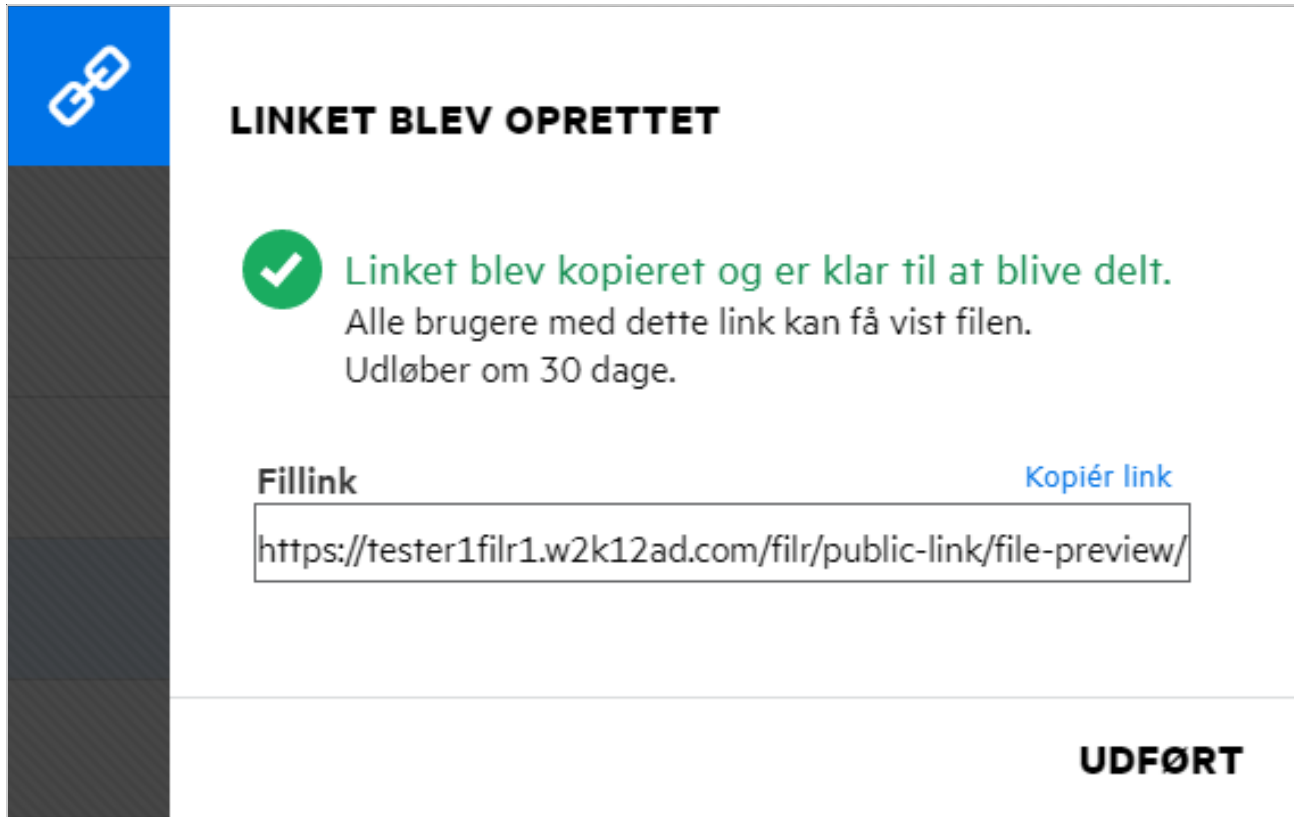 LINKET BLEV OPRETTET
Linket blev kopieret og er klar til at blive delt.
Alle brugere med dette link kan få vist filen.
Udløber om 30 dage.
Fillink
Kopiér link
https://tester1filr1.w2k12ad.com/filr/public-link/file-preview/
UDFØRT